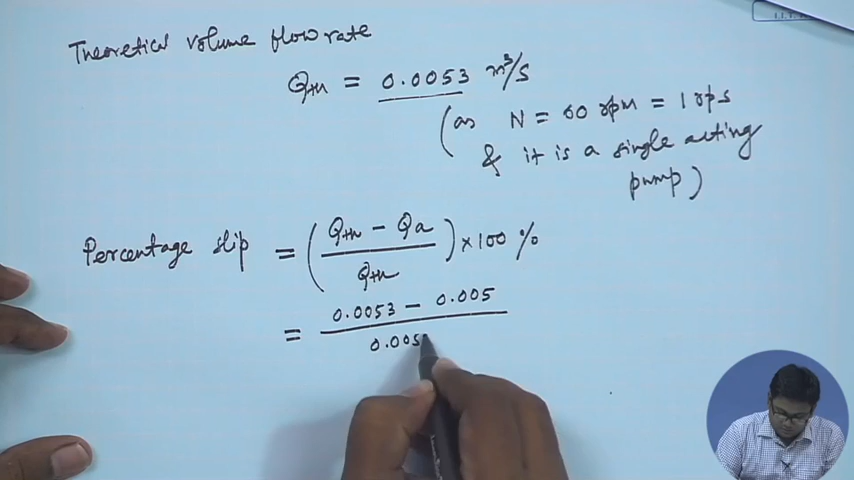 Theoretical volume flow rate
Qth = 0.0053 m³/s
(as N = 60 rpm = 1 rps
& it is a single acting
pump)
Percentage slip = (Qth - Qa / Qth) × 100 %
= 0.0053 - 0.005 / 0.005